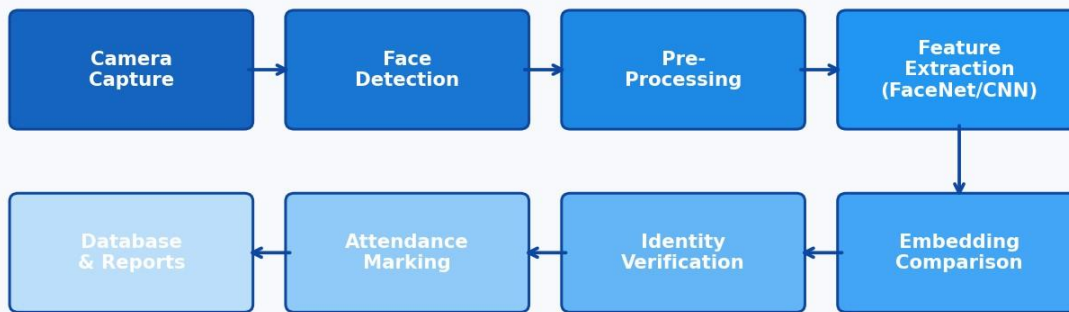 Camera
Capture
Face
Detection
Pre-
Processing
Feature
Extraction
(FaceNet/CNN)
Database
& Reports
Attendance
Marking
Identity
Verification
Embedding
Comparison